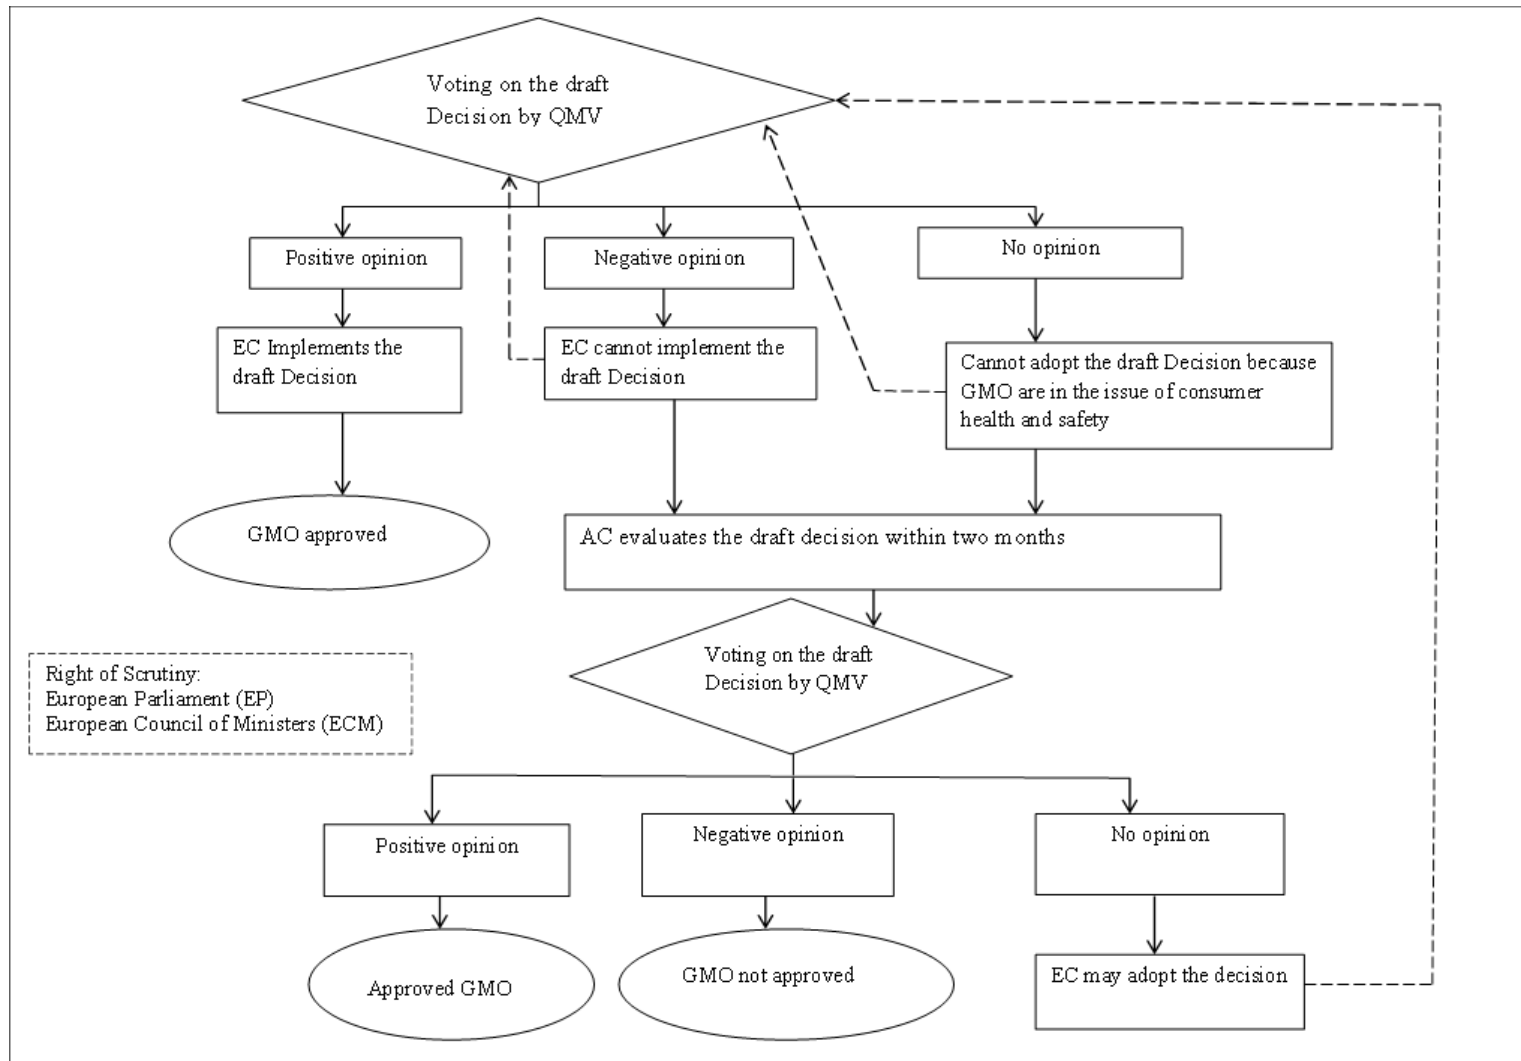 Voting on the draft
Decision by QMV
Positive opinion
Negative opinion
No opinion
EC Implements the
draft Decision
EC cannot implement the
draft Decision
Cannot adopt the draft Decision because
GMO are in the issue of consumer
health and safety
GMO approved
AC evaluates the draft decision within two months
Voting on the draft
Decision by QMV
Right of Scrutiny:
European Parliament (EP)
European Council of Ministers (ECM)
Positive opinion
Negative opinion
No opinion
Approved GMO
GMO not approved
EC may adopt the decision